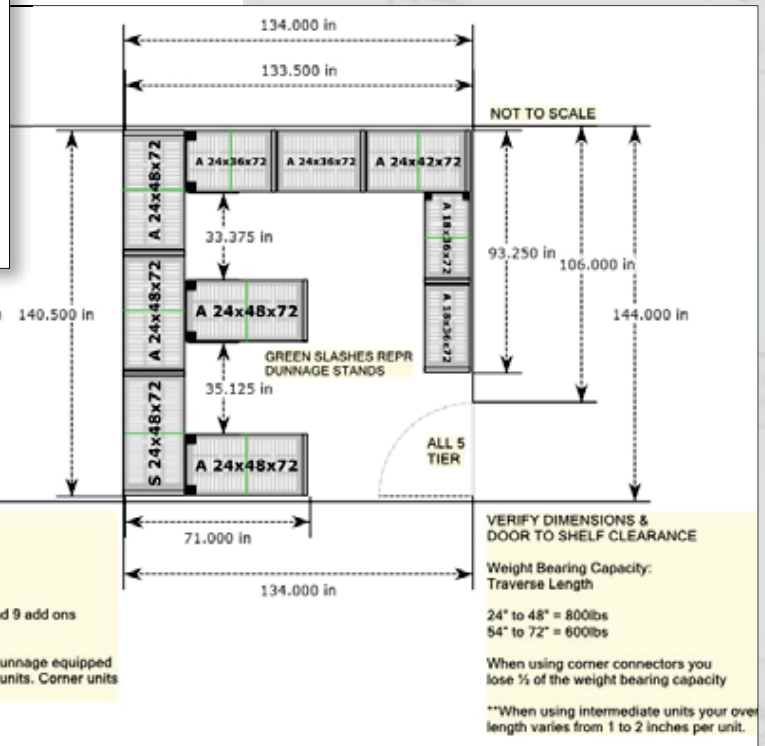 134.000 in
133.500 in
NOT TO SCALE
A 24x36x72
A 24x36x72
A 24x42x72
A 24x48x72
A 18x36x72
33.375 in
93.250 in
106.000 in
A 24x48x72
A 24x48x72
A 18x36x72
140.500 in
144.000 in
GREEN SLASHES REPR
DUNNAGE STANDS
35.125 in
S 24x48x72
A 24x48x72
ALL 5
TIER
71.000 in
134.000 in
VERIFY DIMENSIONS &
DOOR TO SHELF CLEARANCE
Weight Bearing Capacity:
Traverse Length
24" to 48" = 800lbs
54" to 72" = 600lbs
When using corner connectors you
lose ½ of the weight bearing capacity
**When using intermediate units your over
length varies from 1 to 2 inches per unit.
9 add ons
equipped
units. Corner units